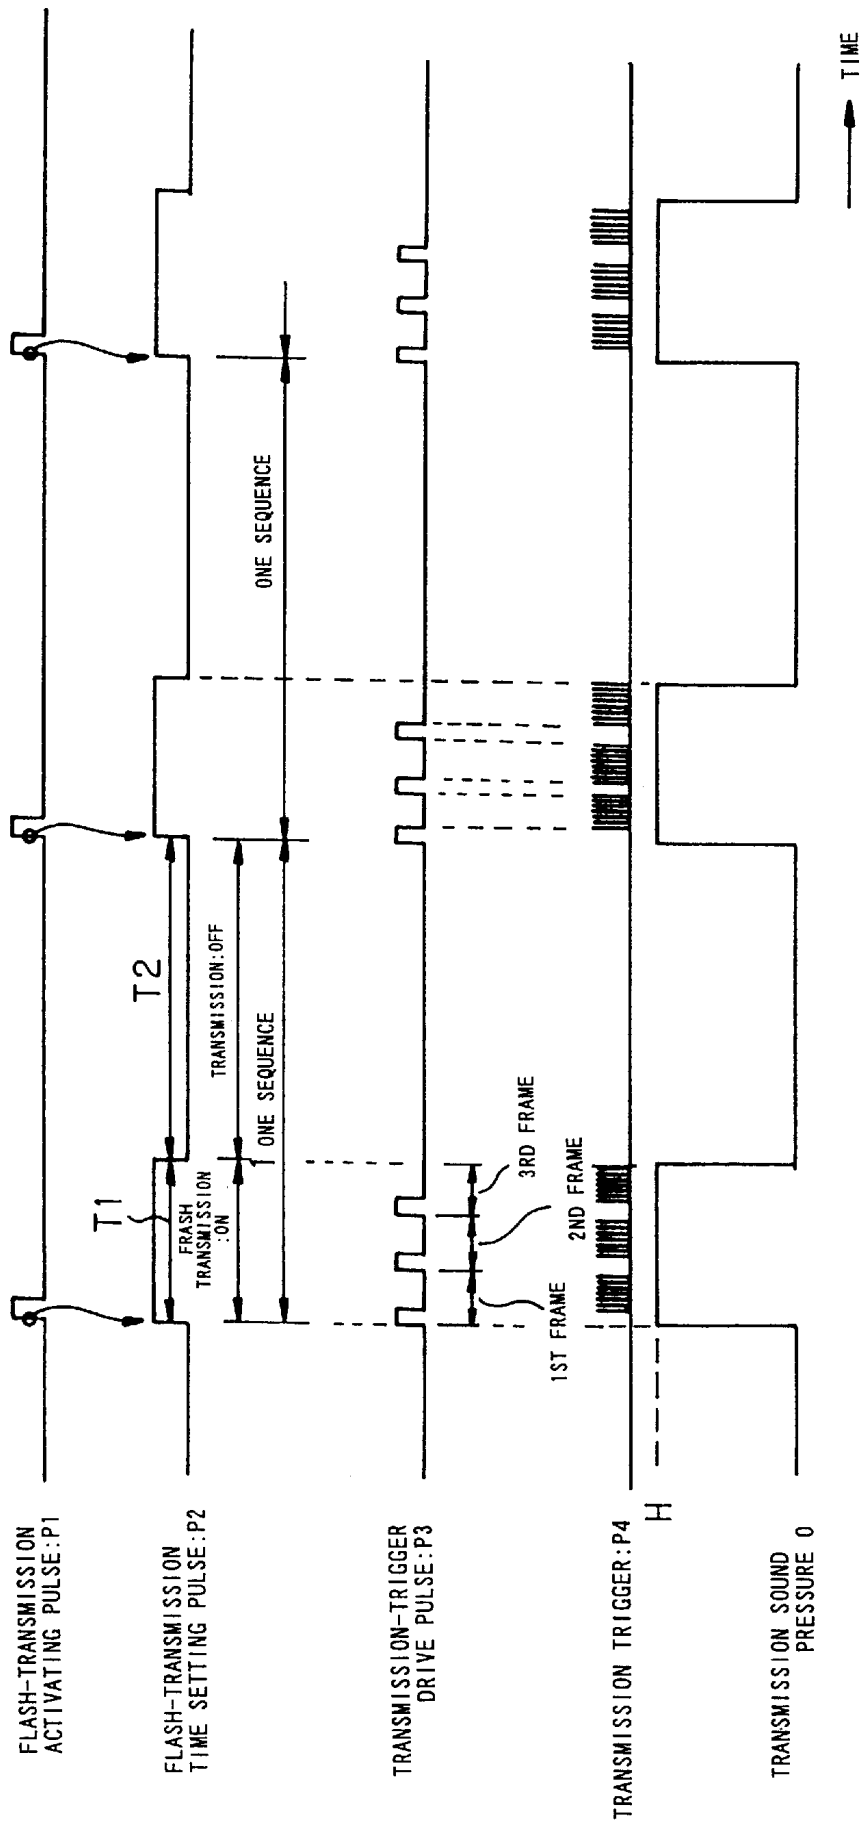 FLASH-TRANSMISSION
ACTIVATING PULSE:P1
FLASH-TRANSMISSION
TIME SETTING PULSE:P2
T1
FRASH
TRANSMISSION
:ON
T2
TRANSMISSION:OFF
ONE SEQUENCE
ONE SEQUENCE
TRANSMISSION-TRIGGER
DRIVE PULSE:P3
1ST FRAME
2ND FRAME
3RD FRAME
TRANSMISSION TRIGGER:P4
H
TRANSMISSION SOUND
PRESSURE 0
TIME